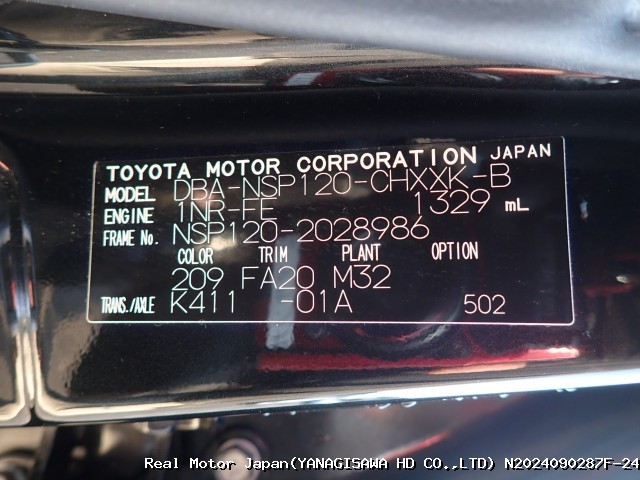 TOYOTA MOTOR CORPORATION JAPAN
MODEL DBA-NSP120-CHXXK-B
ENGINE 1NR-FE 1329 mL
FRAME No. NSP120-2028986
COLOR TRIM PLANT OPTION
209 FA20 M32
TRANS./AXLE K411 -01A 502
Real Motor Japan(YANAGISAWA HD CO.,LTD) N2024090287F-24